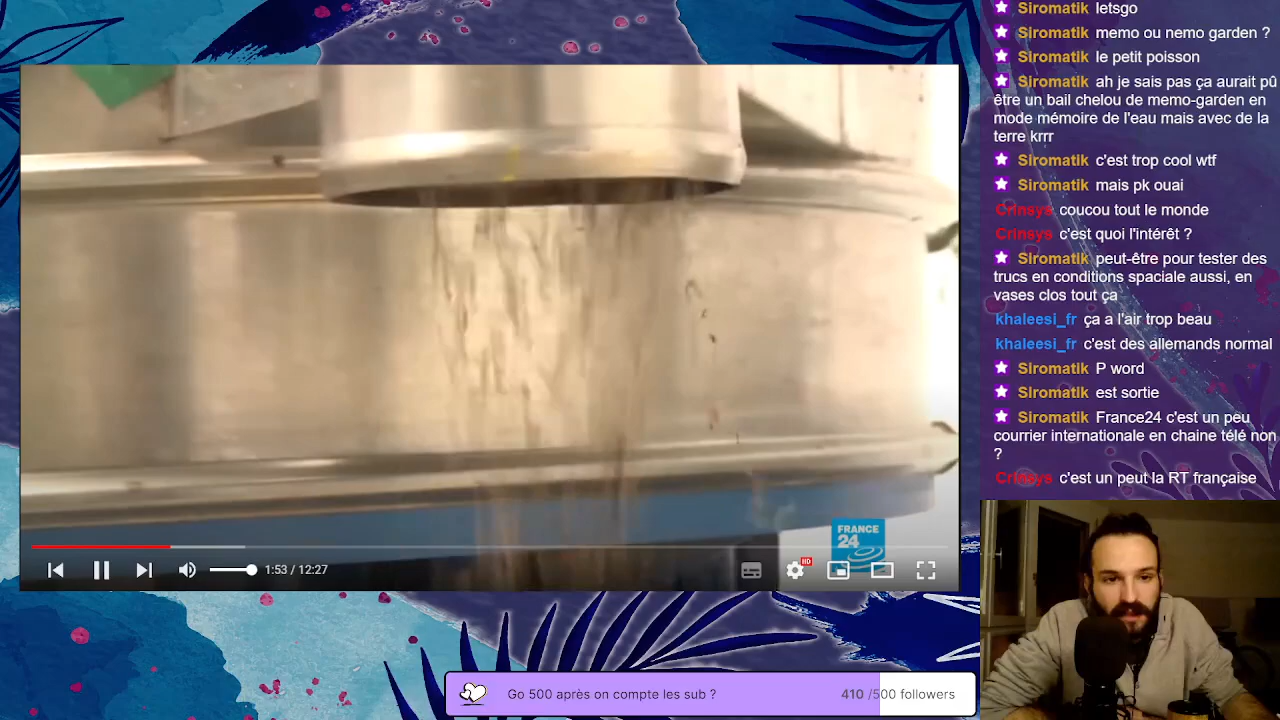 Siromatik letsgo
Siromatik memo ou nemo garden ?
Siromatik le petit poisson
Siromatik ah je sais pas ça aurait pû
être un bail chelou de memo-garden en
mode mémoire de l'eau mais avec de la
terre krrr
Siromatik c'est trop cool wtf
Siromatik mais pk ouai
Crinsys coucou tout le monde
Crinsys c'est quoi l'intérêt ?
Siromatik peut-être pour tester des
trucs en conditions spaciale aussi, en
vases clos tout ça
khaleesi_fr ça a l'air trop beau
khaleesi_fr c'est des allemands normal
Siromatik P word
Siromatik est sortie
Siromatik France24 c'est un peu
courrier internationale en chaine télé non
?
Crinsys c'est un peut la RT française
FRANCE
24
1:53 / 12:27
HD
Go 500 après on compte les sub ?
410 /500 followers